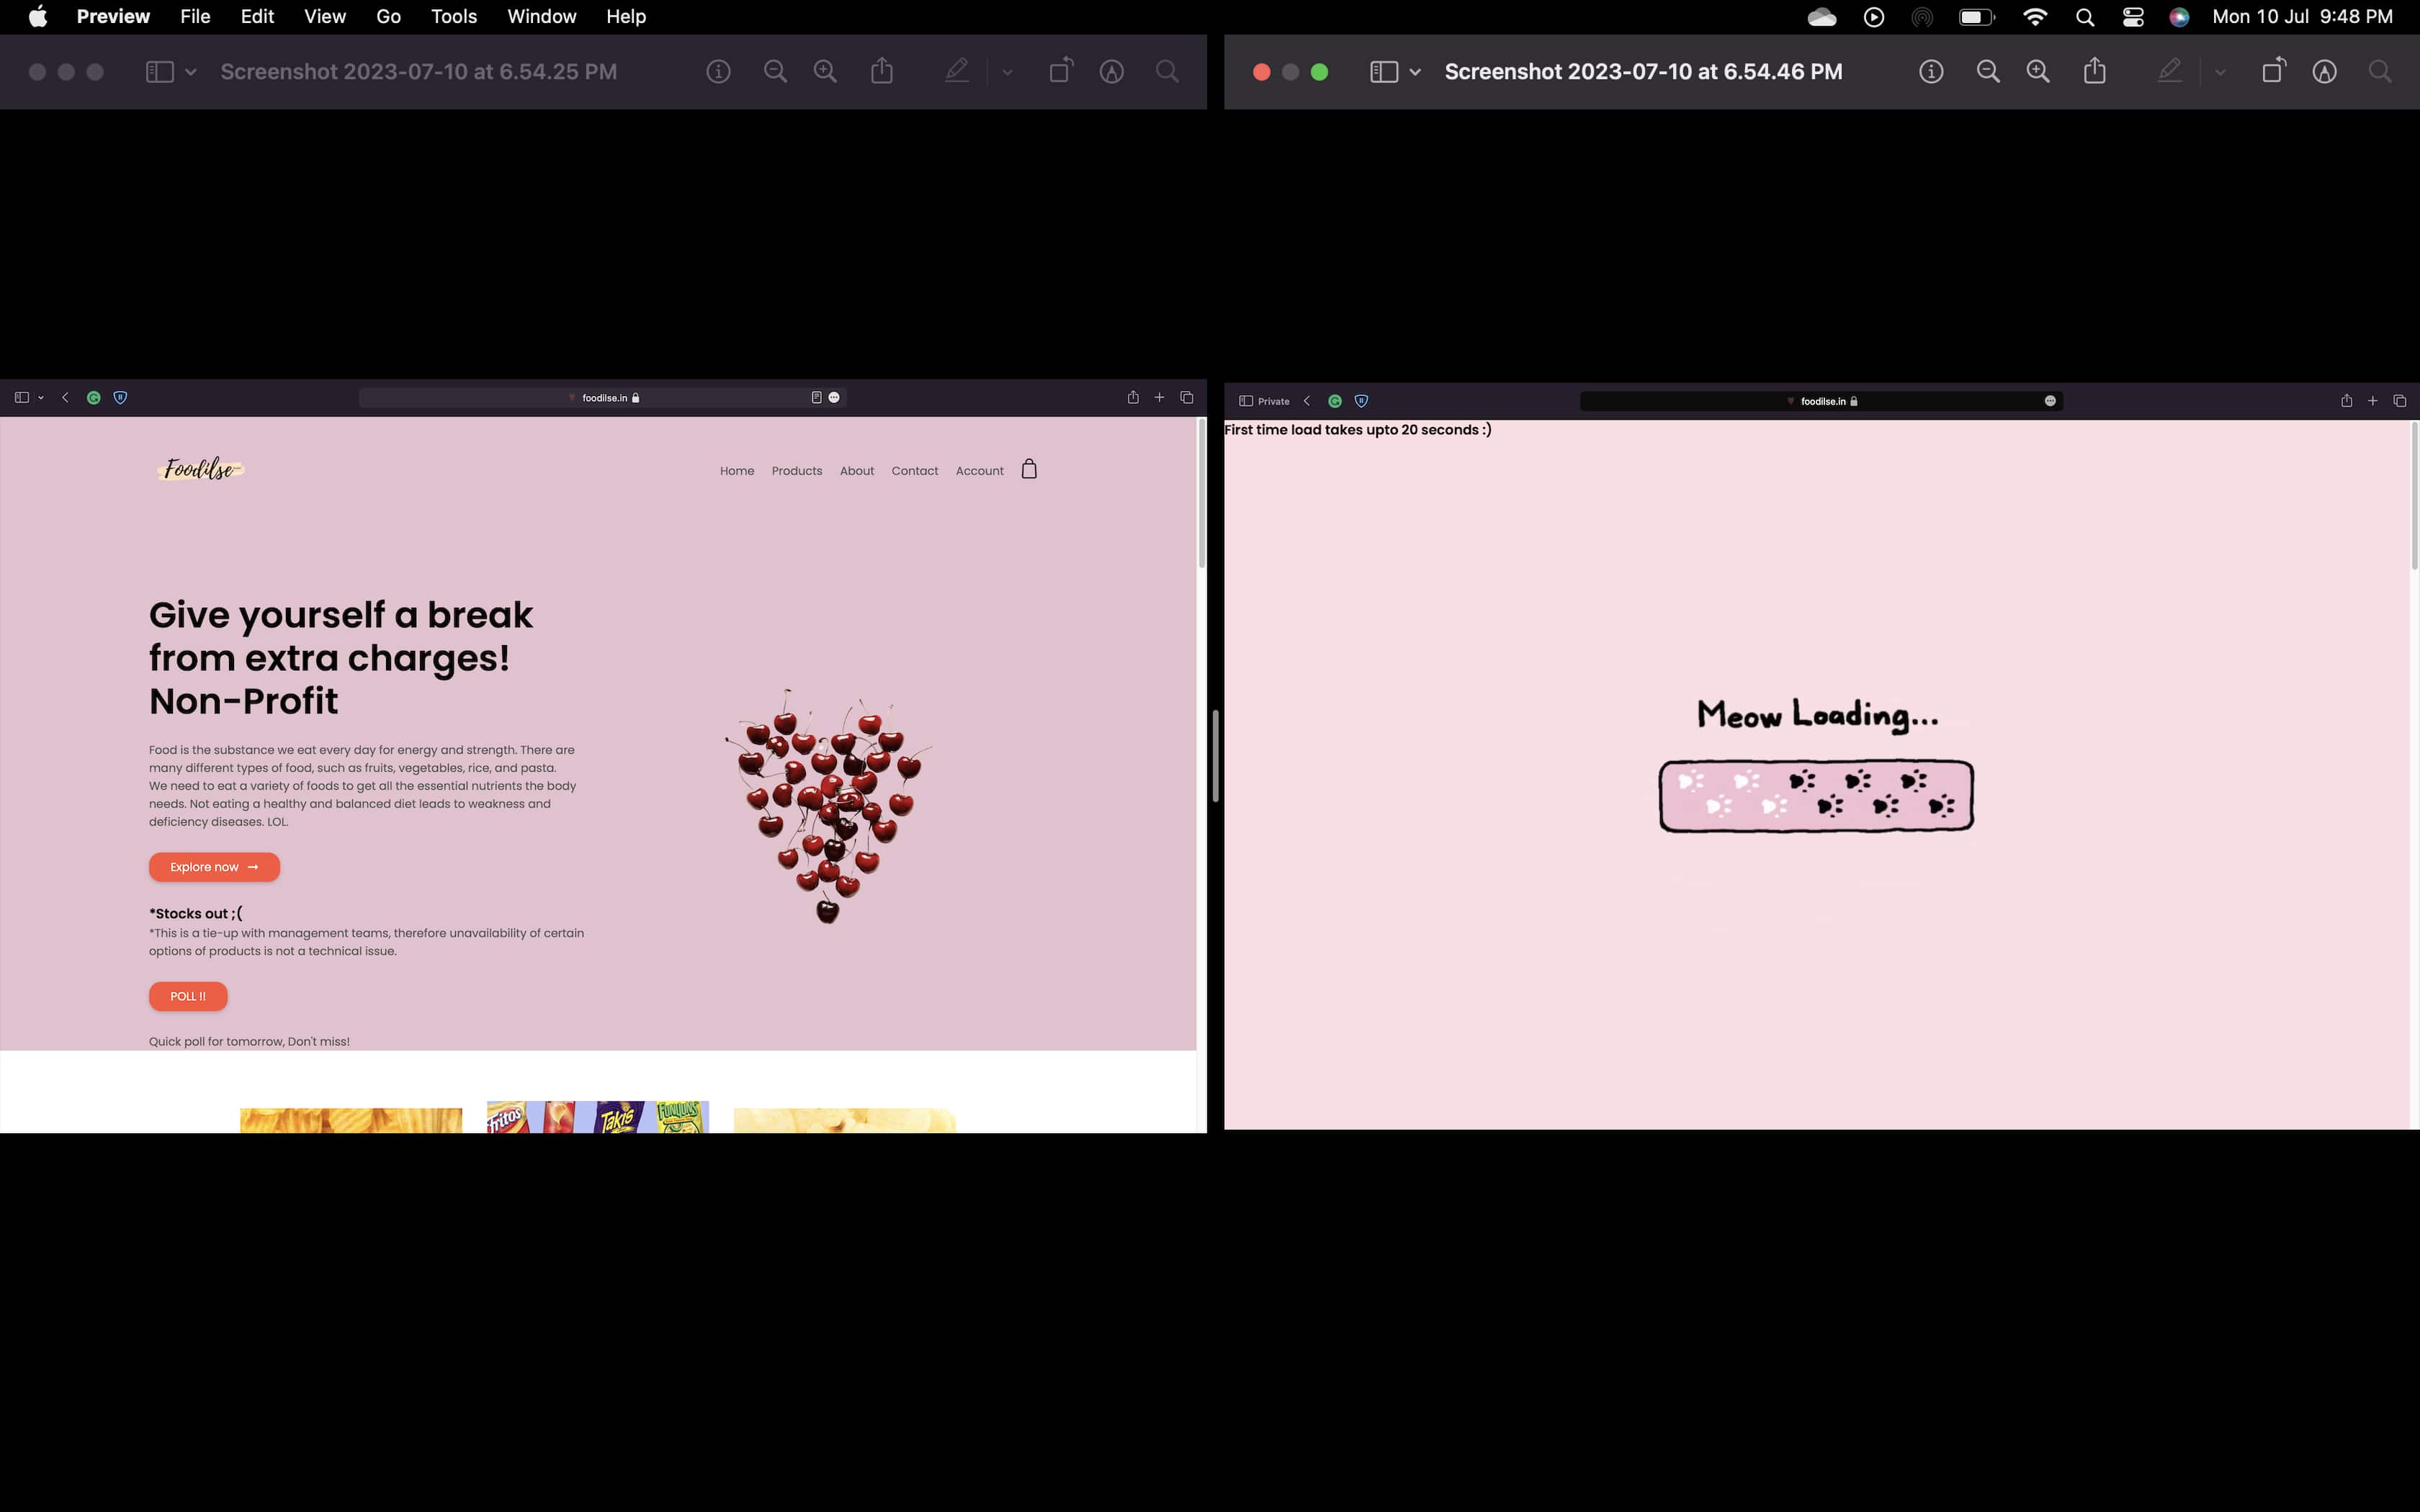 Preview File Edit View Go Tools Window Help
Mon 10 Jul 9:48 PM
Screenshot 2023-07-10 at 6.54.25 PM
foodilse.in
Foodilse
Home Products About Contact Account
Give yourself a break
from extra charges!
Non-Profit
Food is the substance we eat every day for energy and strength. There are
many different types of food, such as fruits, vegetables, rice, and pasta.
We need to eat a variety of foods to get all the essential nutrients the body
needs. Not eating a healthy and balanced diet leads to weakness and
deficiency diseases. LOL.
Explore now →
*Stocks out ;(
*This is a tie-up with management teams, therefore unavailability of certain
options of products is not a technical issue.
POLL !!
Quick poll for tomorrow, Don't miss!
fritos
Takis
FUNYUNS
Screenshot 2023-07-10 at 6.54.46 PM
Private
foodilse.in
First time load takes upto 20 seconds :)
Meow Loading...